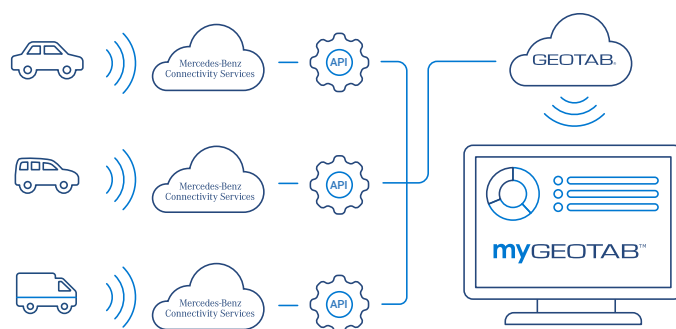 Mercedes-Benz
Connectivity Services
API
GEOTAB®
Mercedes-Benz
Connectivity Services
API
myGEOTAB™
Mercedes-Benz
Connectivity Services
API